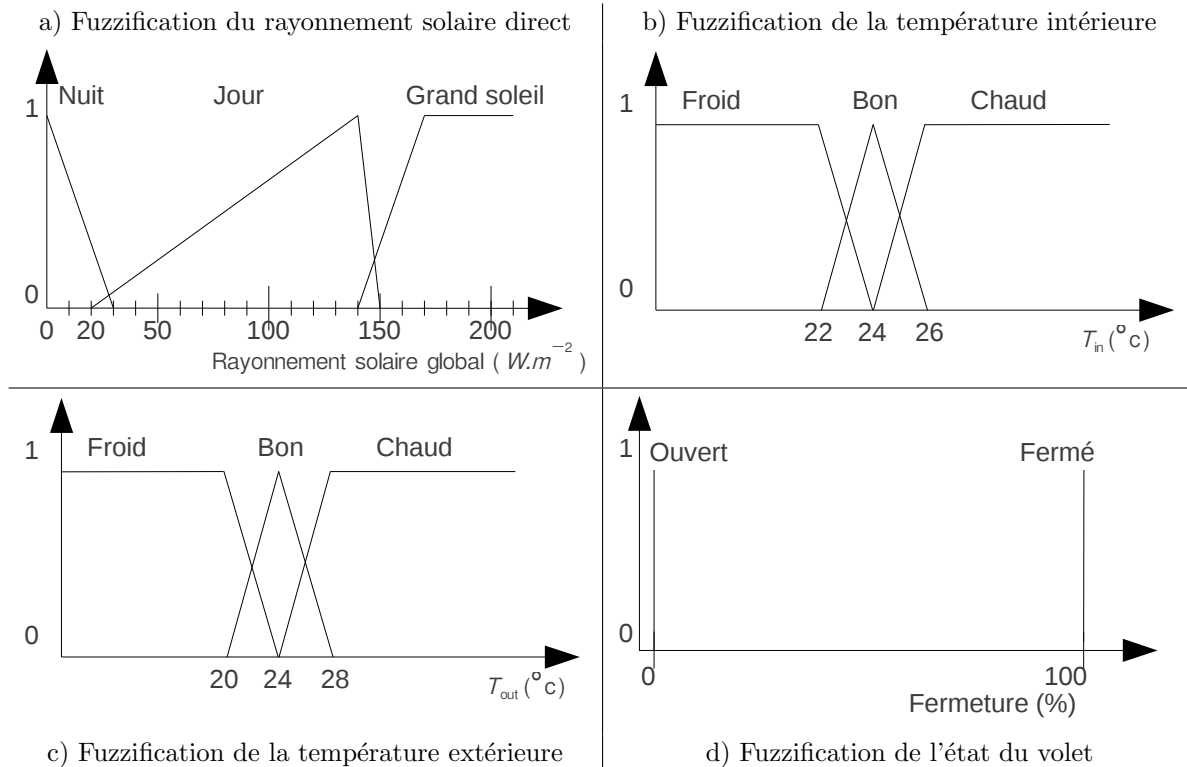 a) Fuzzification du rayonnement solaire direct
Nuit Jour Grand soleil
1
0
0 20 50 100 150 200
Rayonnement solaire global ( W.m⁻²)
b) Fuzzification de la température intérieure
Froid Bon Chaud
1
0
22 24 26
T_in (°c)
Froid Bon Chaud
1
0
20 24 28
T_out (°c)
c) Fuzzification de la température extérieure
1
Ouvert Fermé
0
0 100
Fermeture (%)
d) Fuzzification de l'état du volet